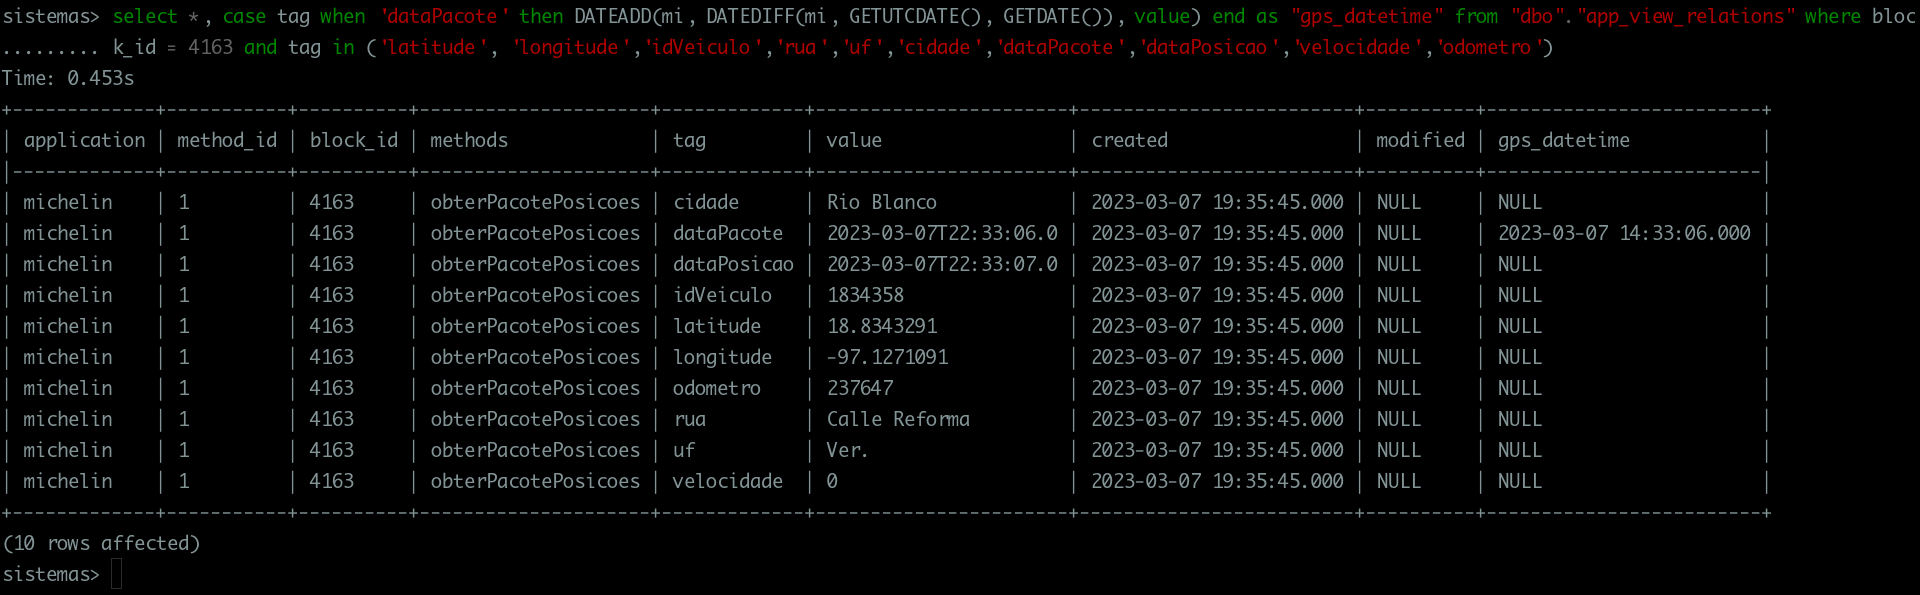 sistemas> select *, case tag when 'dataPacote' then DATEADD(mi, DATEDIFF(mi, GETUTCDATE(), GETDATE()), value) end as "gps_datetime" from "dbo"."app_view_relations" where bloc
......... k_id = 4163 and tag in ('latitude', 'longitude','idVeiculo','rua','uf','cidade','dataPacote','dataPosicao','velocidade','odometro')
Time: 0.453s
+-------------+-----------+----------+---------------------+-------------+-----------------------+-------------------------+----------+-------------------------+
| application | method_id | block_id | methods             | tag         | value                 | created                 | modified | gps_datetime            |
|-------------+-----------+----------+---------------------+-------------+-----------------------+-------------------------+----------+-------------------------|
| michelin    | 1         | 4163     | obterPacotePosicoes | cidade      | Rio Blanco            | 2023-03-07 19:35:45.000 | NULL     | NULL                    |
| michelin    | 1         | 4163     | obterPacotePosicoes | dataPacote  | 2023-03-07T22:33:06.0 | 2023-03-07 19:35:45.000 | NULL     | 2023-03-07 14:33:06.000 |
| michelin    | 1         | 4163     | obterPacotePosicoes | dataPosicao | 2023-03-07T22:33:07.0 | 2023-03-07 19:35:45.000 | NULL     | NULL                    |
| michelin    | 1         | 4163     | obterPacotePosicoes | idVeiculo   | 1834358               | 2023-03-07 19:35:45.000 | NULL     | NULL                    |
| michelin    | 1         | 4163     | obterPacotePosicoes | latitude    | 18.8343291            | 2023-03-07 19:35:45.000 | NULL     | NULL                    |
| michelin    | 1         | 4163     | obterPacotePosicoes | longitude   | -97.1271091           | 2023-03-07 19:35:45.000 | NULL     | NULL                    |
| michelin    | 1         | 4163     | obterPacotePosicoes | odometro    | 237647                | 2023-03-07 19:35:45.000 | NULL     | NULL                    |
| michelin    | 1         | 4163     | obterPacotePosicoes | rua         | Calle Reforma         | 2023-03-07 19:35:45.000 | NULL     | NULL                    |
| michelin    | 1         | 4163     | obterPacotePosicoes | uf          | Ver.                  | 2023-03-07 19:35:45.000 | NULL     | NULL                    |
| michelin    | 1         | 4163     | obterPacotePosicoes | velocidade  | 0                     | 2023-03-07 19:35:45.000 | NULL     | NULL                    |
+-------------+-----------+----------+---------------------+-------------+-----------------------+-------------------------+----------+-------------------------+
(10 rows affected)
sistemas>